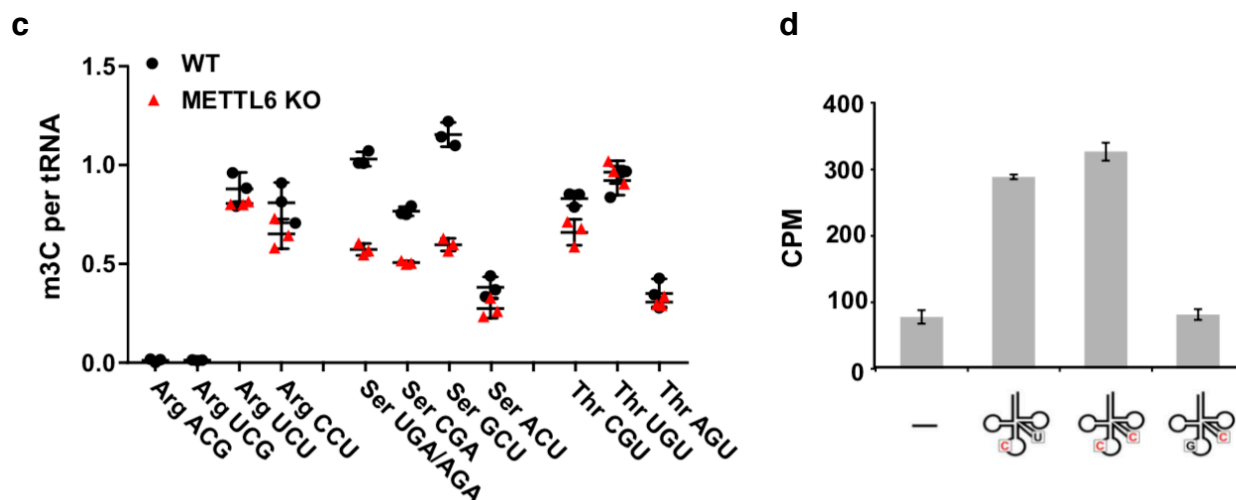 c
WT
METTL6 KO
m3C per tRNA
1.5
1.0
0.5
0.0
Arg ACG
Arg UCG
Arg UCU
Arg CCU
Ser UGA/AGA
Ser CGA
Ser GCU
Ser ACU
Thr CGU
Thr UGU
Thr AGU
d
CPM
400
300
200
100
0
–
C U
C C
G C